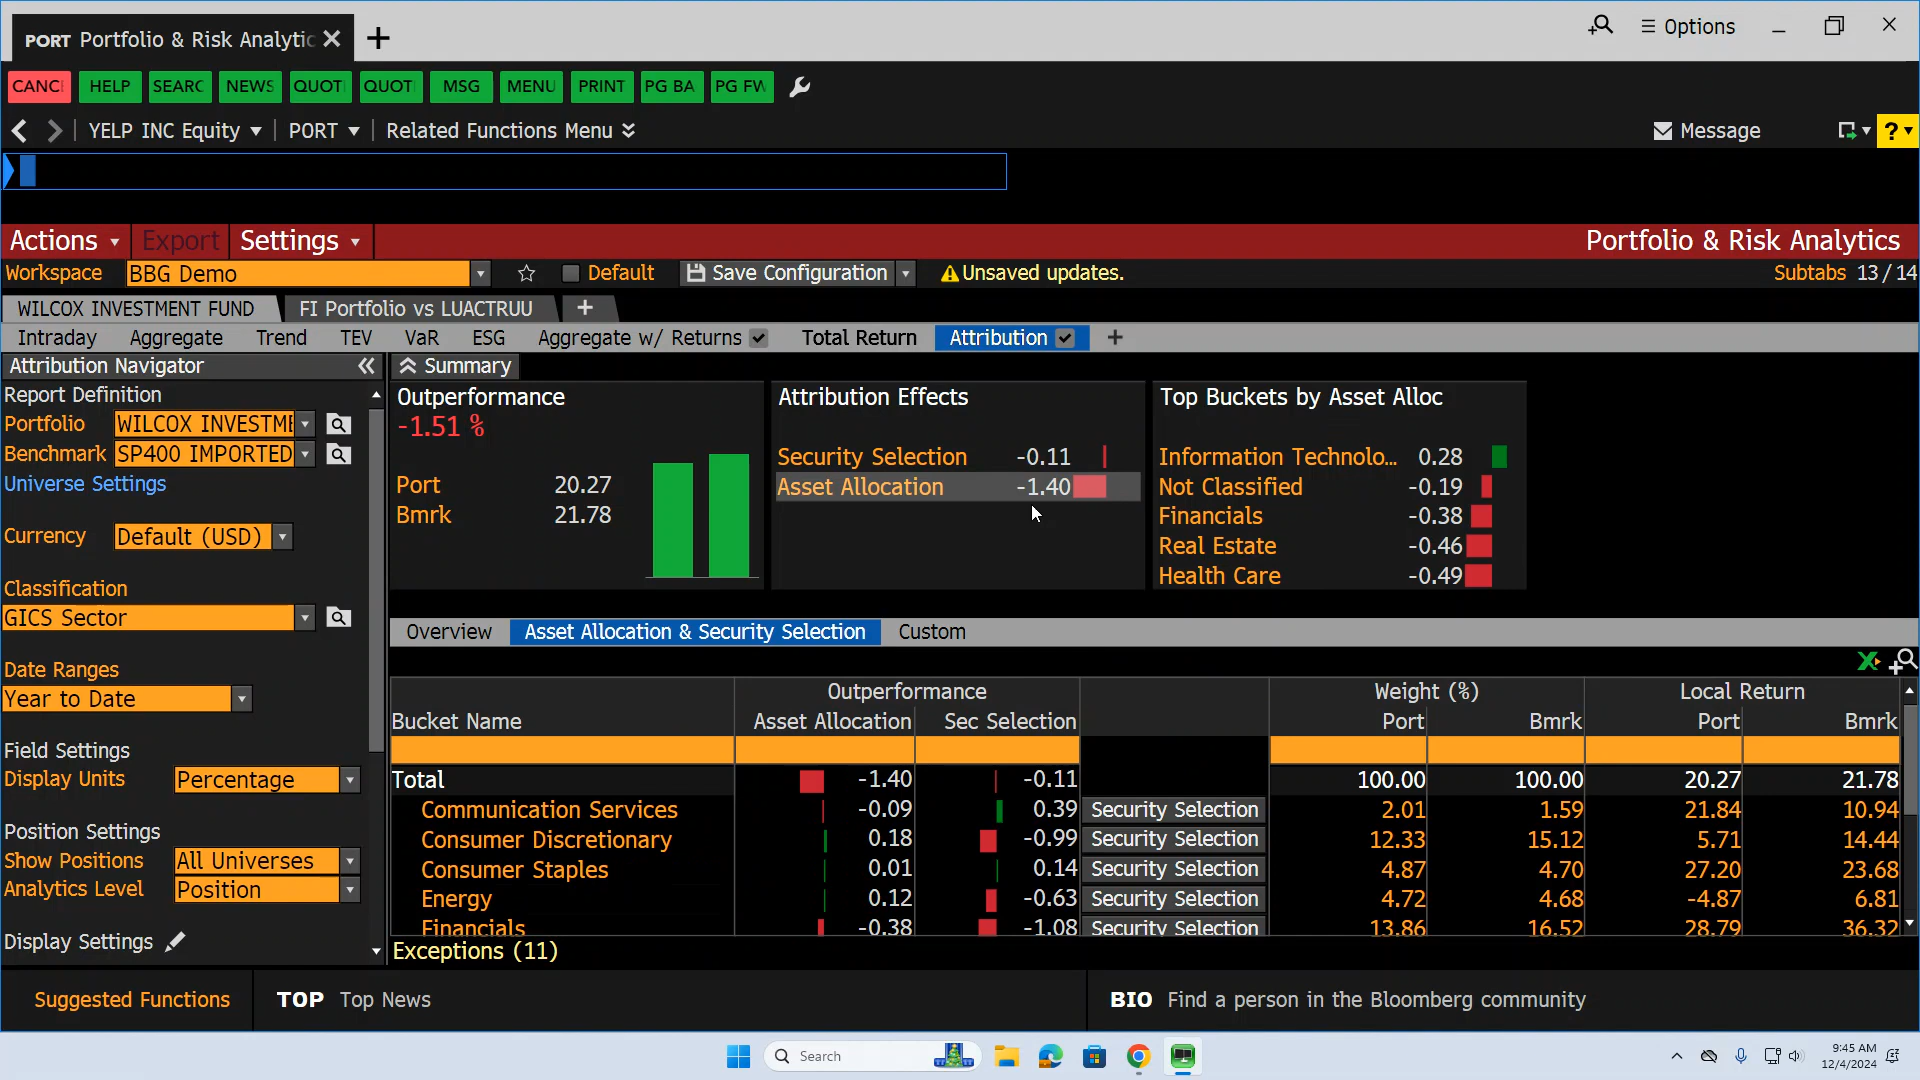 PORT Portfolio & Risk Analytic
Options
CANC HELP SEARC NEWS QUOT QUOT MSG MENU PRINT PG BA PG FW
YELP INC Equity PORT Related Functions Menu Message ?
Actions Export Settings Portfolio & Risk Analytics
Workspace BBG Demo Default Save Configuration Unsaved updates. Subtabs 13 / 14
WILCOX INVESTMENT FUND FI Portfolio vs LUACTRUU +
Intraday Aggregate Trend TEV VaR ESG Aggregate w/ Returns Total Return Attribution +
Attribution Navigator
Report Definition
Portfolio WILCOX INVESTME
Benchmark SP400 IMPORTED
Universe Settings
Currency Default (USD)
Classification
GICS Sector
Date Ranges
Year to Date
Field Settings
Display Units Percentage
Position Settings
Show Positions All Universes
Analytics Level Position
Display Settings
Summary
Outperformance
-1.51 %
Port 20.27
Bmrk 21.78
Attribution Effects
Security Selection -0.11
Asset Allocation -1.40
Top Buckets by Asset Alloc
Information Technolo... 0.28
Not Classified -0.19
Financials -0.38
Real Estate -0.46
Health Care -0.49
Overview Asset Allocation & Security Selection Custom
Outperformance Weight (%) Local Return
Bucket Name Asset Allocation Sec Selection Port Bmrk Port Bmrk
Total -1.40 -0.11 100.00 100.00 20.27 21.78
Communication Services -0.09 0.39 Security Selection 2.01 1.59 21.84 10.94
Consumer Discretionary 0.18 -0.99 Security Selection 12.33 15.12 5.71 14.44
Consumer Staples 0.01 0.14 Security Selection 4.87 4.70 27.20 23.68
Energy 0.12 -0.63 Security Selection 4.72 4.68 -4.87 6.81
Financials -0.38 -1.08 Security Selection 13.86 16.52 28.79 36.32
Exceptions (11)
Suggested Functions TOP Top News BIO Find a person in the Bloomberg community
Search
9:45 AM
12/4/2024